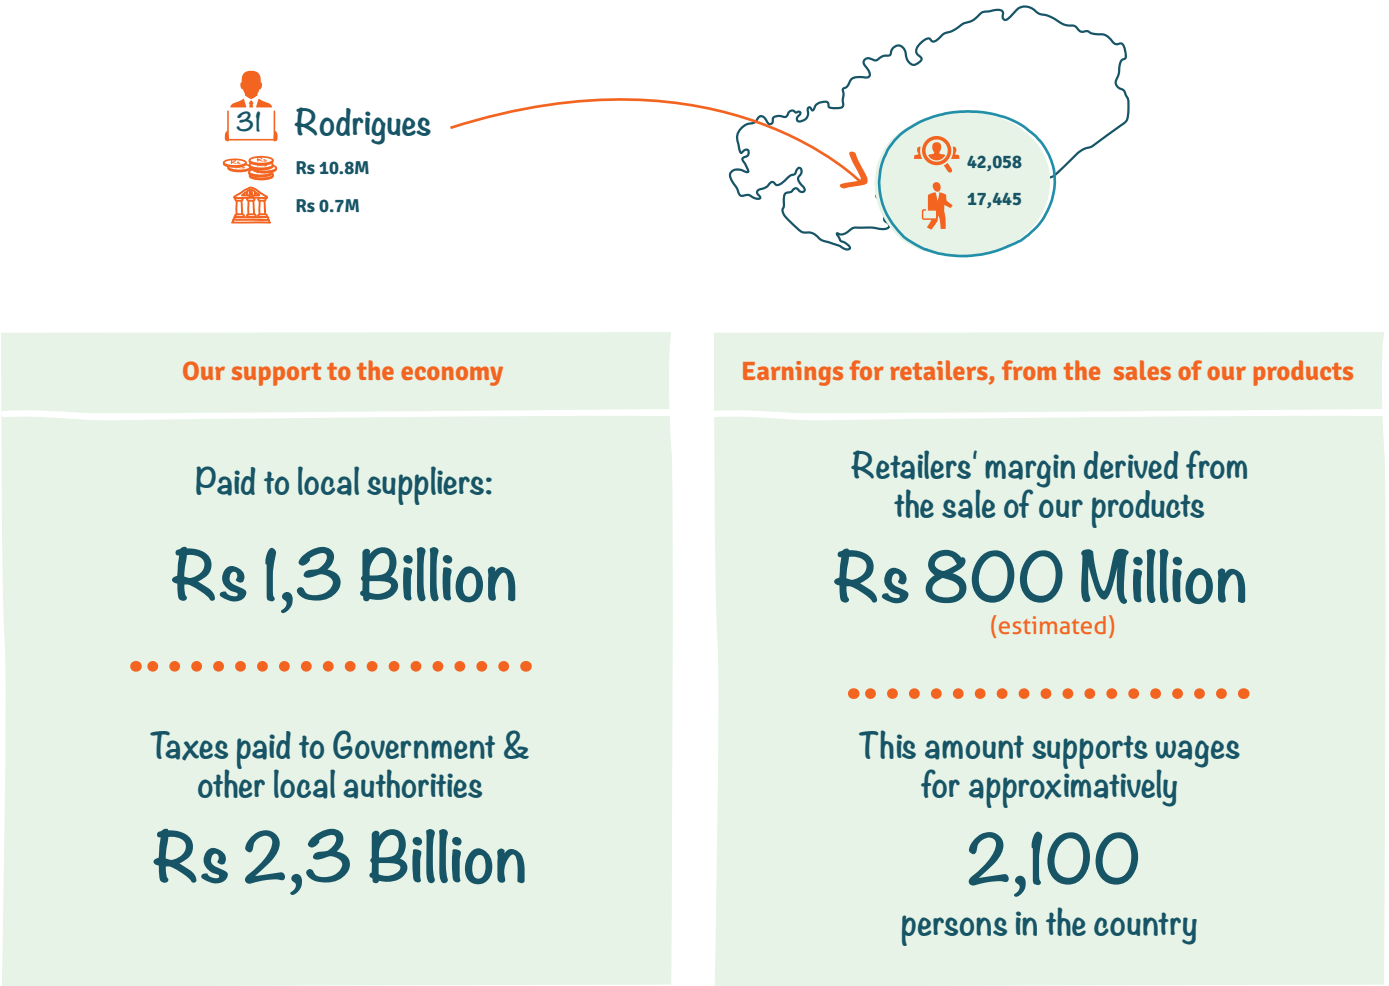 31
Rodrigues
Rs 10.8M
Rs 0.7M
42,058
17,445
Our support to the economy
Paid to local suppliers:
Rs 1,3 Billion
Taxes paid to Government &
other local authorities
Rs 2,3 Billion
Earnings for retailers, from the sales of our products
Retailers' margin derived from
the sale of our products
Rs 800 Million
(estimated)
This amount supports wages
for approximatively
2,100
persons in the country